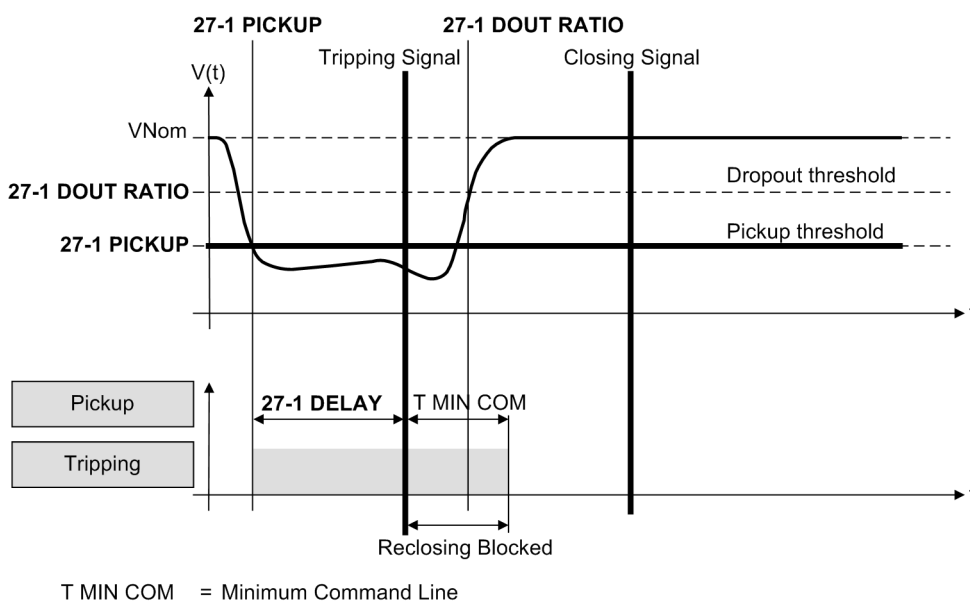 27-1 PICKUP
27-1 DOUT RATIO
Tripping Signal
Closing Signal
V(t)
VNom
Dropout threshold
27-1 DOUT RATIO
Pickup threshold
27-1 PICKUP
Pickup
27-1 DELAY
T MIN COM
Tripping
Reclosing Blocked
T MIN COM = Minimum Command Line